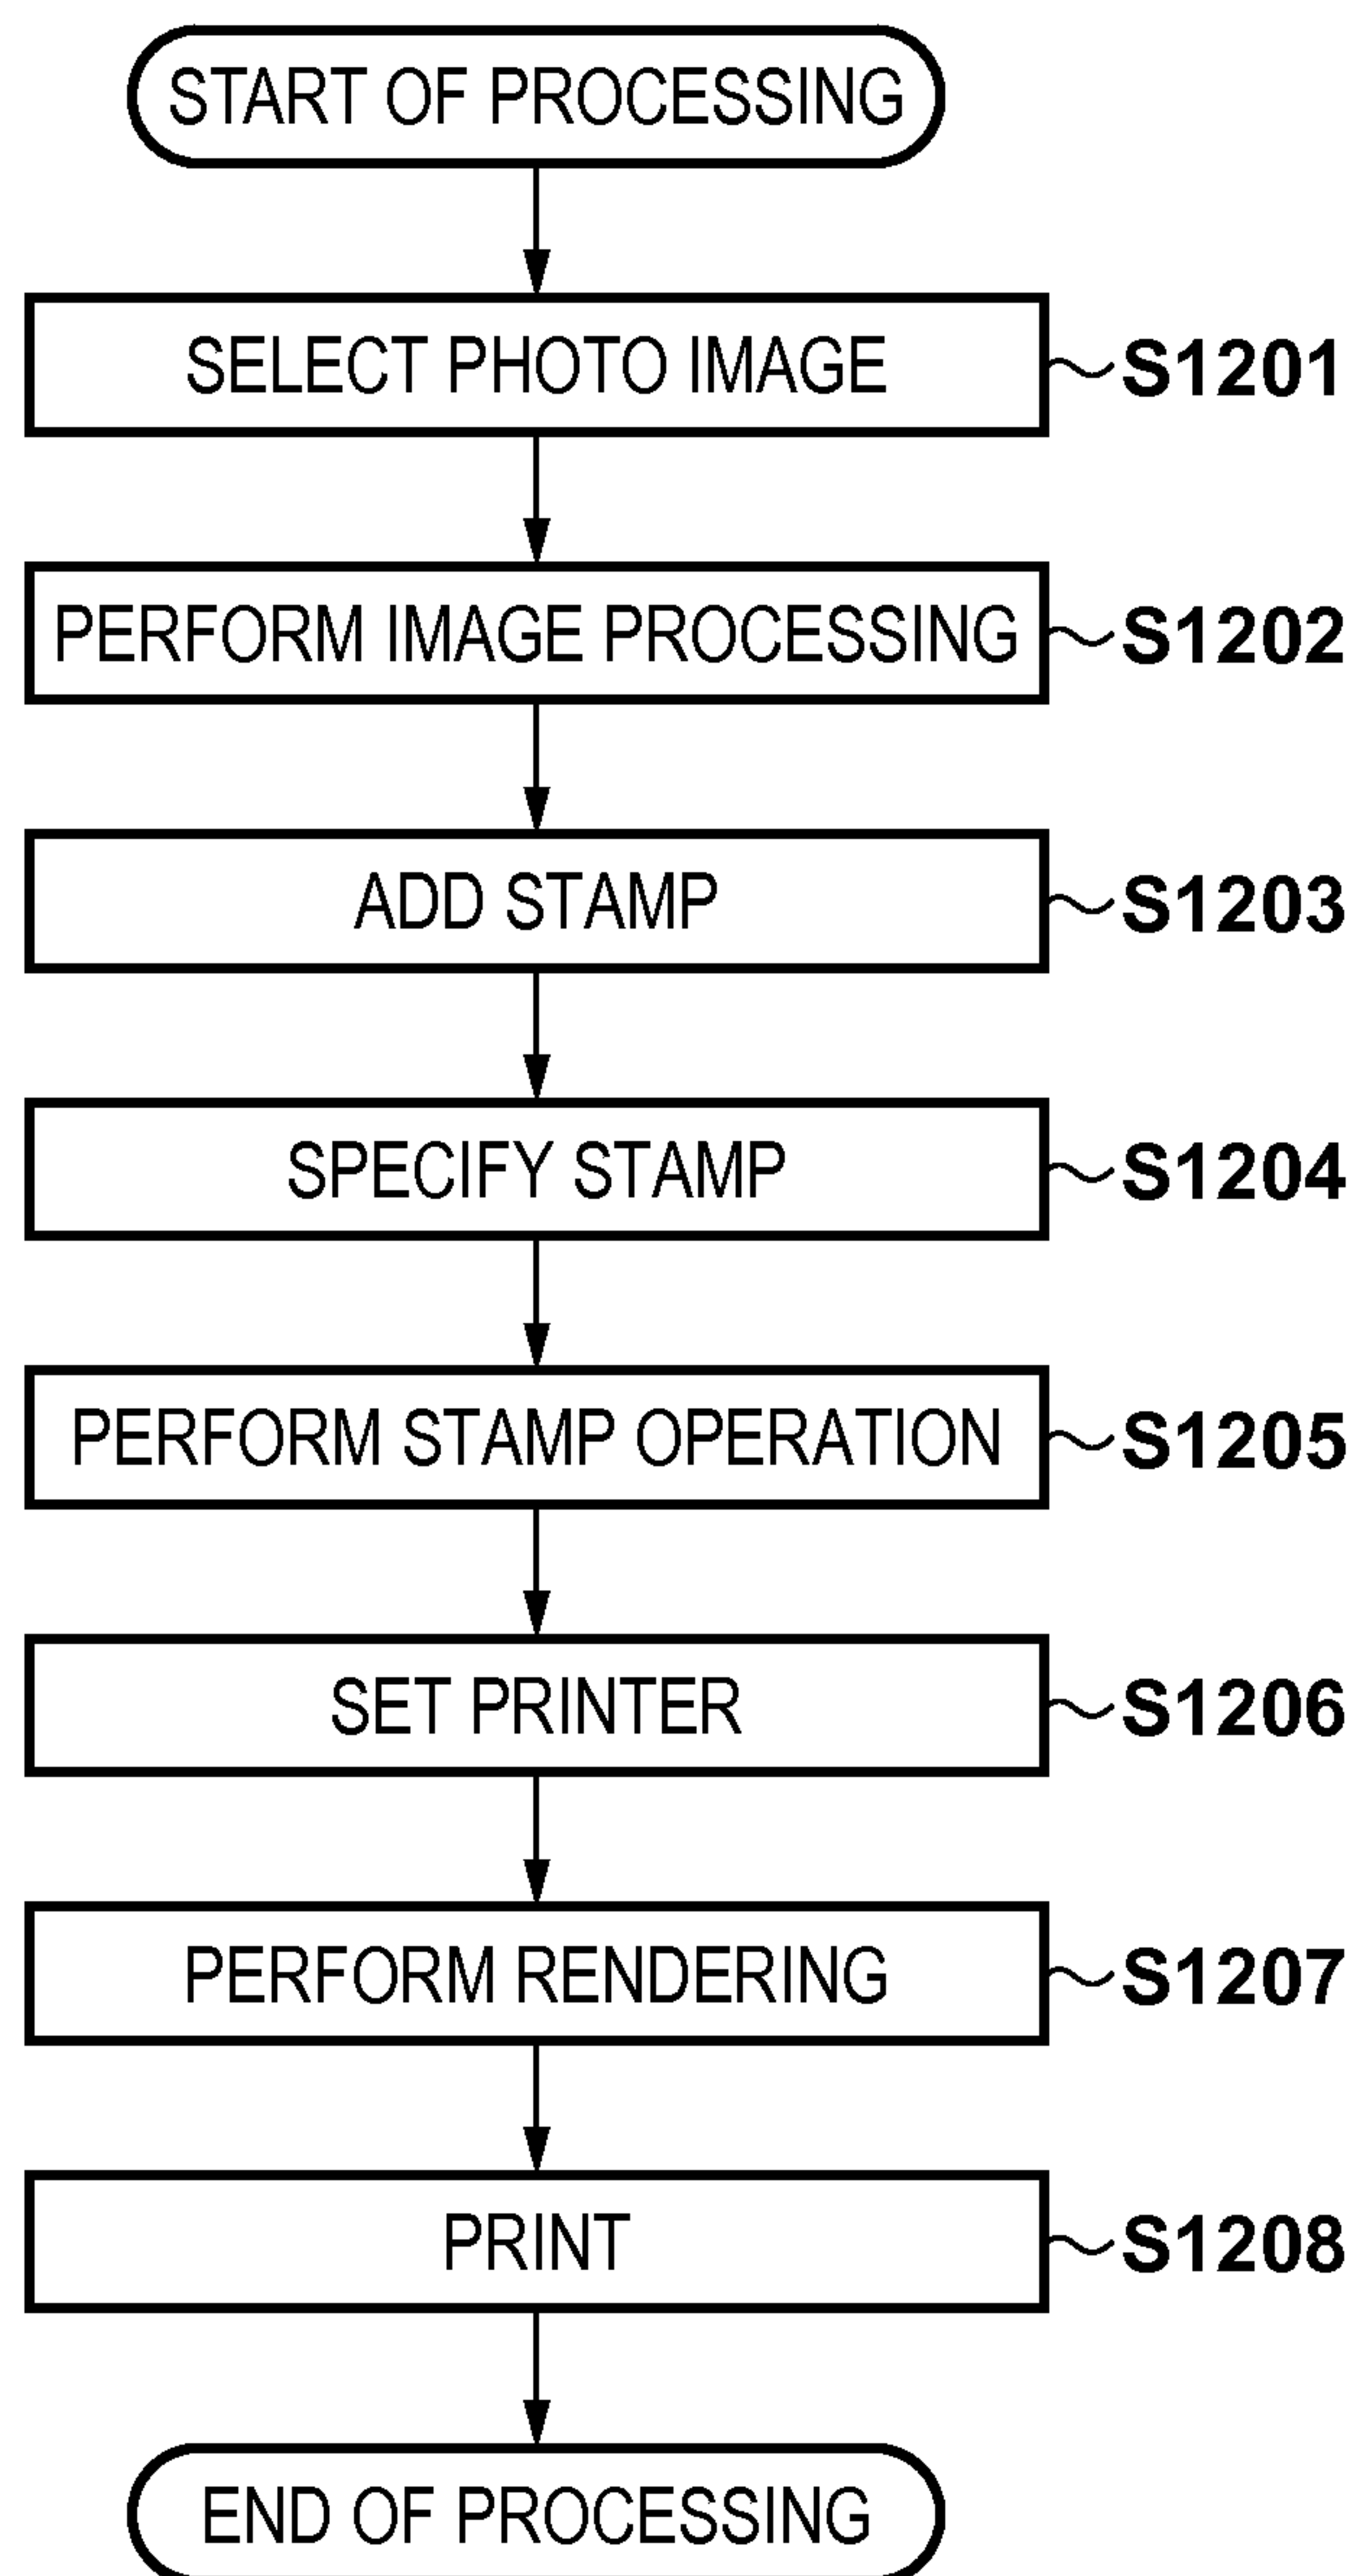 START OF PROCESSING
SELECT PHOTO IMAGE
S1201
PERFORM IMAGE PROCESSING
S1202
ADD STAMP
S1203
SPECIFY STAMP
S1204
PERFORM STAMP OPERATION
S1205
SET PRINTER
S1206
PERFORM RENDERING
S1207
PRINT
S1208
END OF PROCESSING